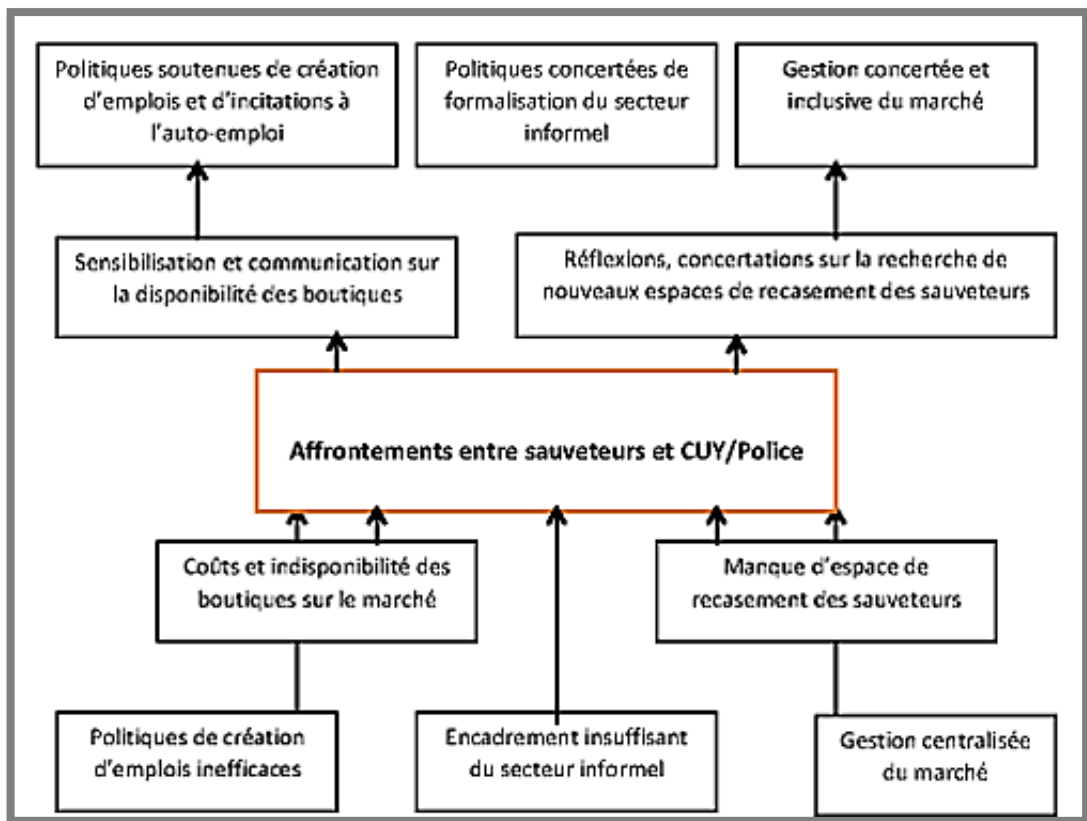 Politiques soutenues de création
d'emplois et d'incitations à
l'auto-emploi
Politiques concertées de
formalisation du secteur
informel
Gestion concertée et
inclusive du marché
Sensibilisation et communication sur
la disponibilité des boutiques
Réflexions, concertations sur la recherche de
nouveaux espaces de recasement des sauveteurs
Affrontements entre sauveteurs et CUY/Police
Coûts et indisponibilité des
boutiques sur le marché
Manque d'espace de
recasement des sauveteurs
Politiques de création
d'emplois inefficaces
Encadrement insuffisant
du secteur informel
Gestion centralisée
du marché